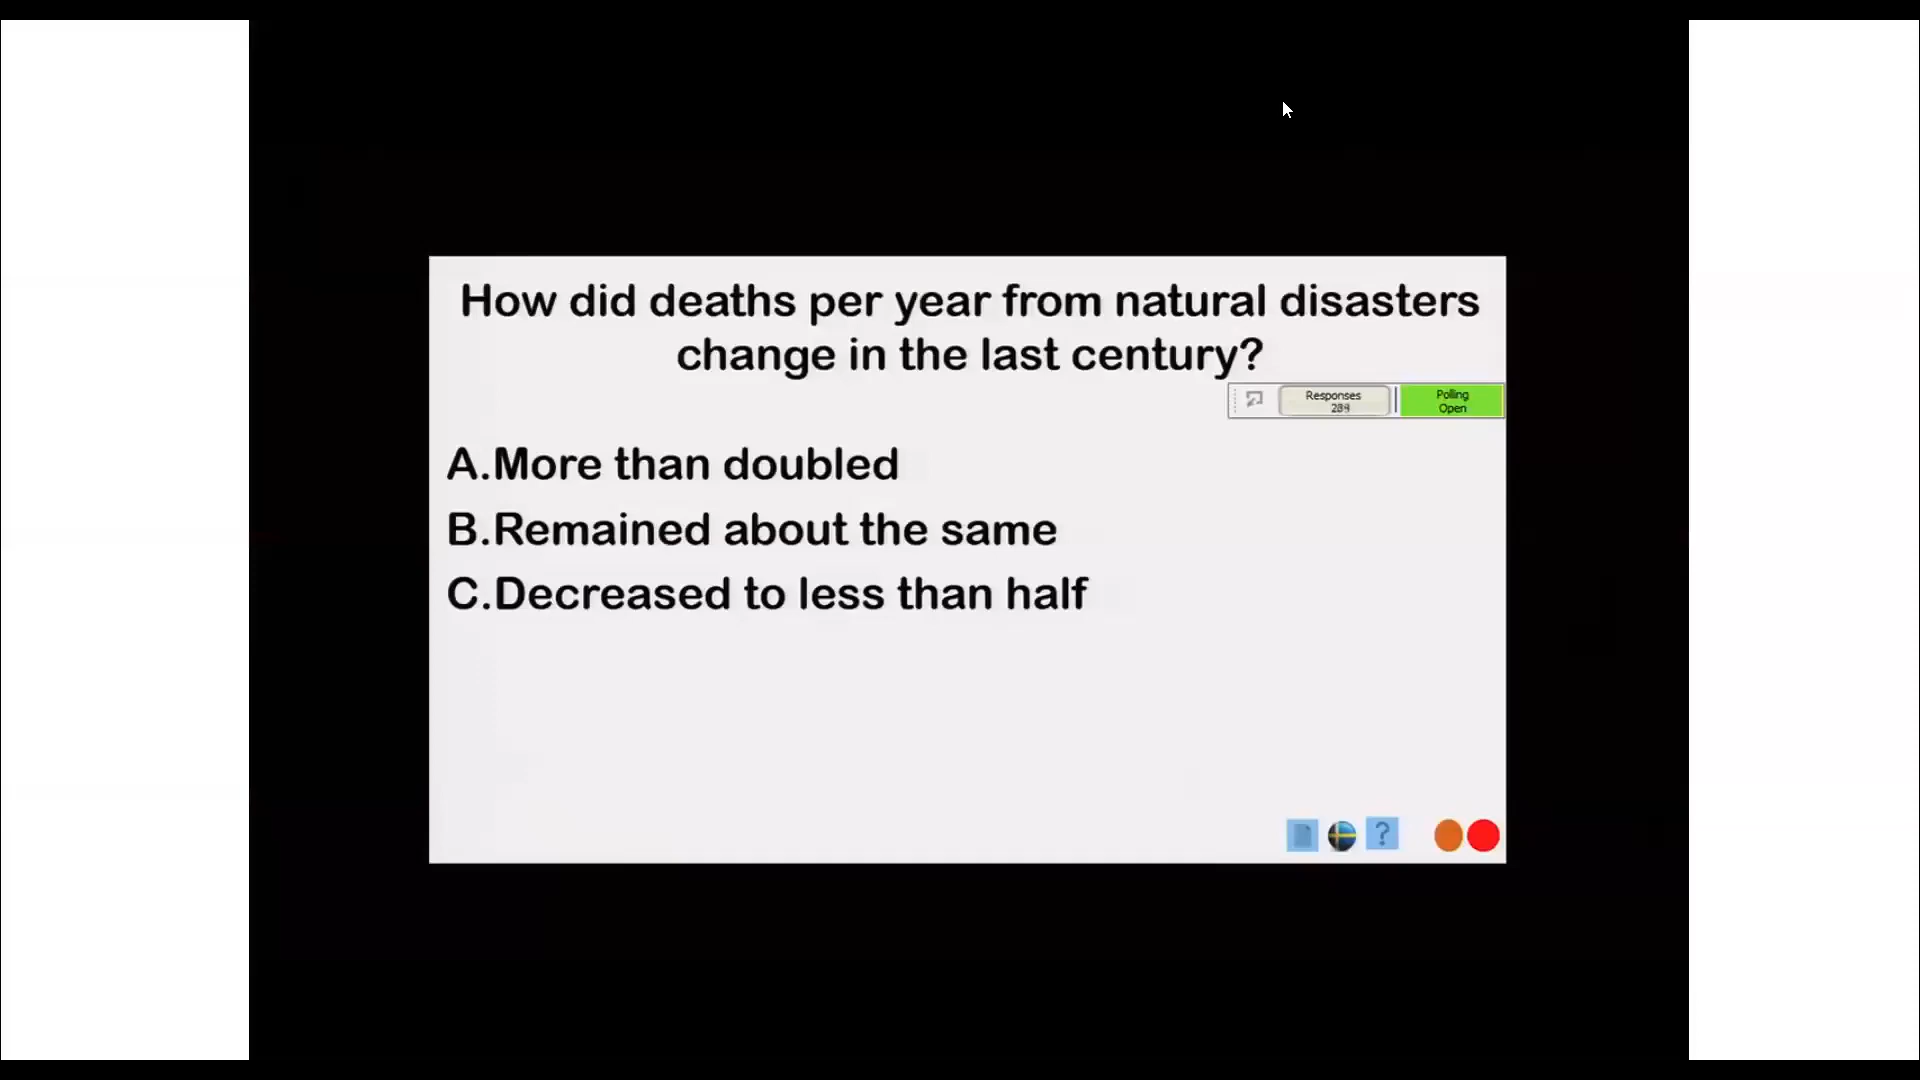 How did deaths per year from natural disasters
change in the last century?
Responses
Polling
Open
A.More than doubled
B.Remained about the same
C.Decreased to less than half
?